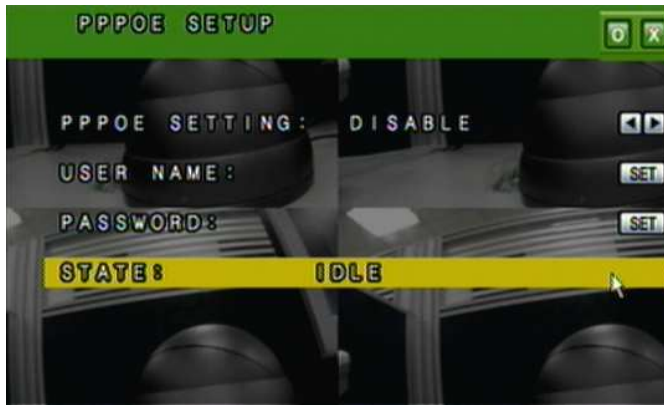 PPPOE SETUP O X
PPPOE SETTING: DISABLE
USER NAME: SET
PASSWORD: SET
STATE: IDLE